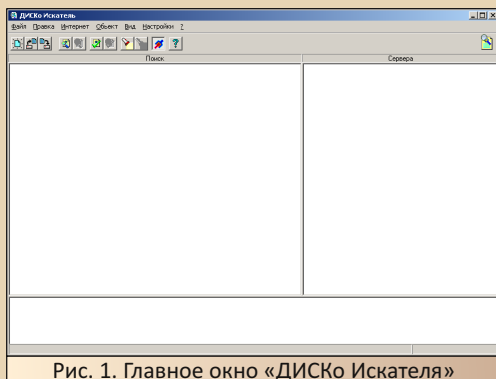 ДИСКо Искатель
Файл Правка Интернет Объект Вид Настройки ?
Поиск Сервера
Рис. 1. Главное окно «ДИСКо Искателя»